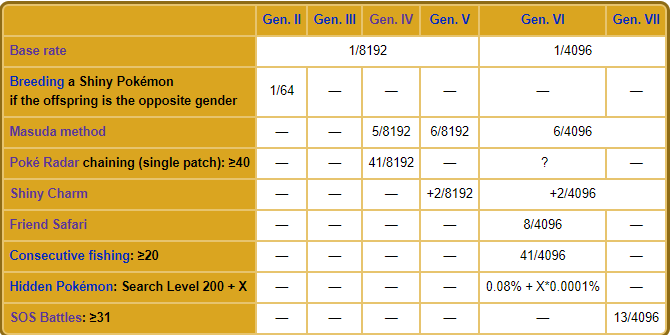 Gen. II Gen. III Gen. IV Gen. V Gen. VI Gen. VII
Base rate 1/8192 1/4096
Breeding a Shiny Pokémon
if the offspring is the opposite gender 1/64 — — — — —
Masuda method — — 5/8192 6/8192 6/4096
Poké Radar chaining (single patch): ≥40 — — 41/8192 — ? —
Shiny Charm — — — +2/8192 +2/4096
Friend Safari — — — — 8/4096 —
Consecutive fishing: ≥20 — — — — 41/4096 —
Hidden Pokémon: Search Level 200 + X — — — — 0.08% + X*0.0001% —
SOS Battles: ≥31 — — — — — 13/4096